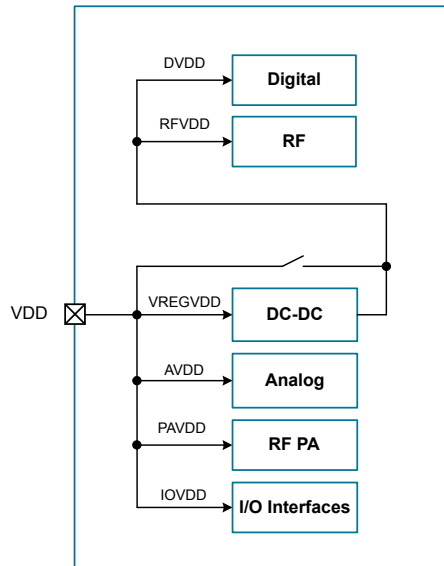 DVDD
Digital
RFVDD
RF
VDD
VREGVDD
DC-DC
AVDD
Analog
PAVDD
RF PA
IOVDD
I/O Interfaces